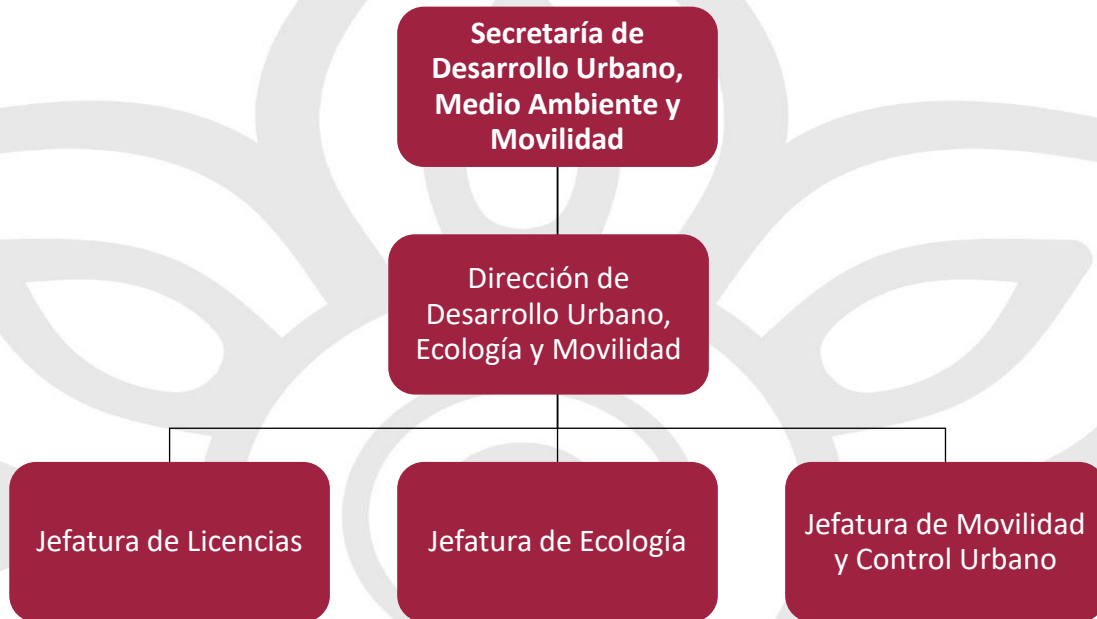 Secretaría de
Desarrollo Urbano,
Medio Ambiente y
Movilidad
Dirección de
Desarrollo Urbano,
Ecología y Movilidad
Jefatura de Licencias
Jefatura de Ecología
Jefatura de Movilidad
y Control Urbano